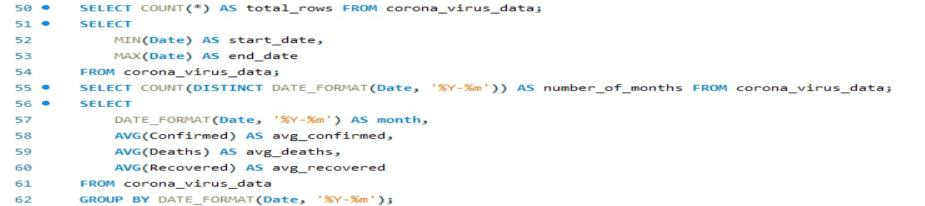 50 SELECT COUNT(*) AS total_rows FROM corona_virus_data;
51 SELECT
52 MIN(Date) AS start_date,
53 MAX(Date) AS end_date
54 FROM corona_virus_data;
55 SELECT COUNT(DISTINCT DATE_FORMAT(Date, '%Y-%m')) AS number_of_months FROM corona_virus_data;
56 SELECT
57 DATE_FORMAT(Date, '%Y-%m') AS month,
58 AVG(Confirmed) AS avg_confirmed,
59 AVG(Deaths) AS avg_deaths,
60 AVG(Recovered) AS avg_recovered
61 FROM corona_virus_data
62 GROUP BY DATE_FORMAT(Date, '%Y-%m');